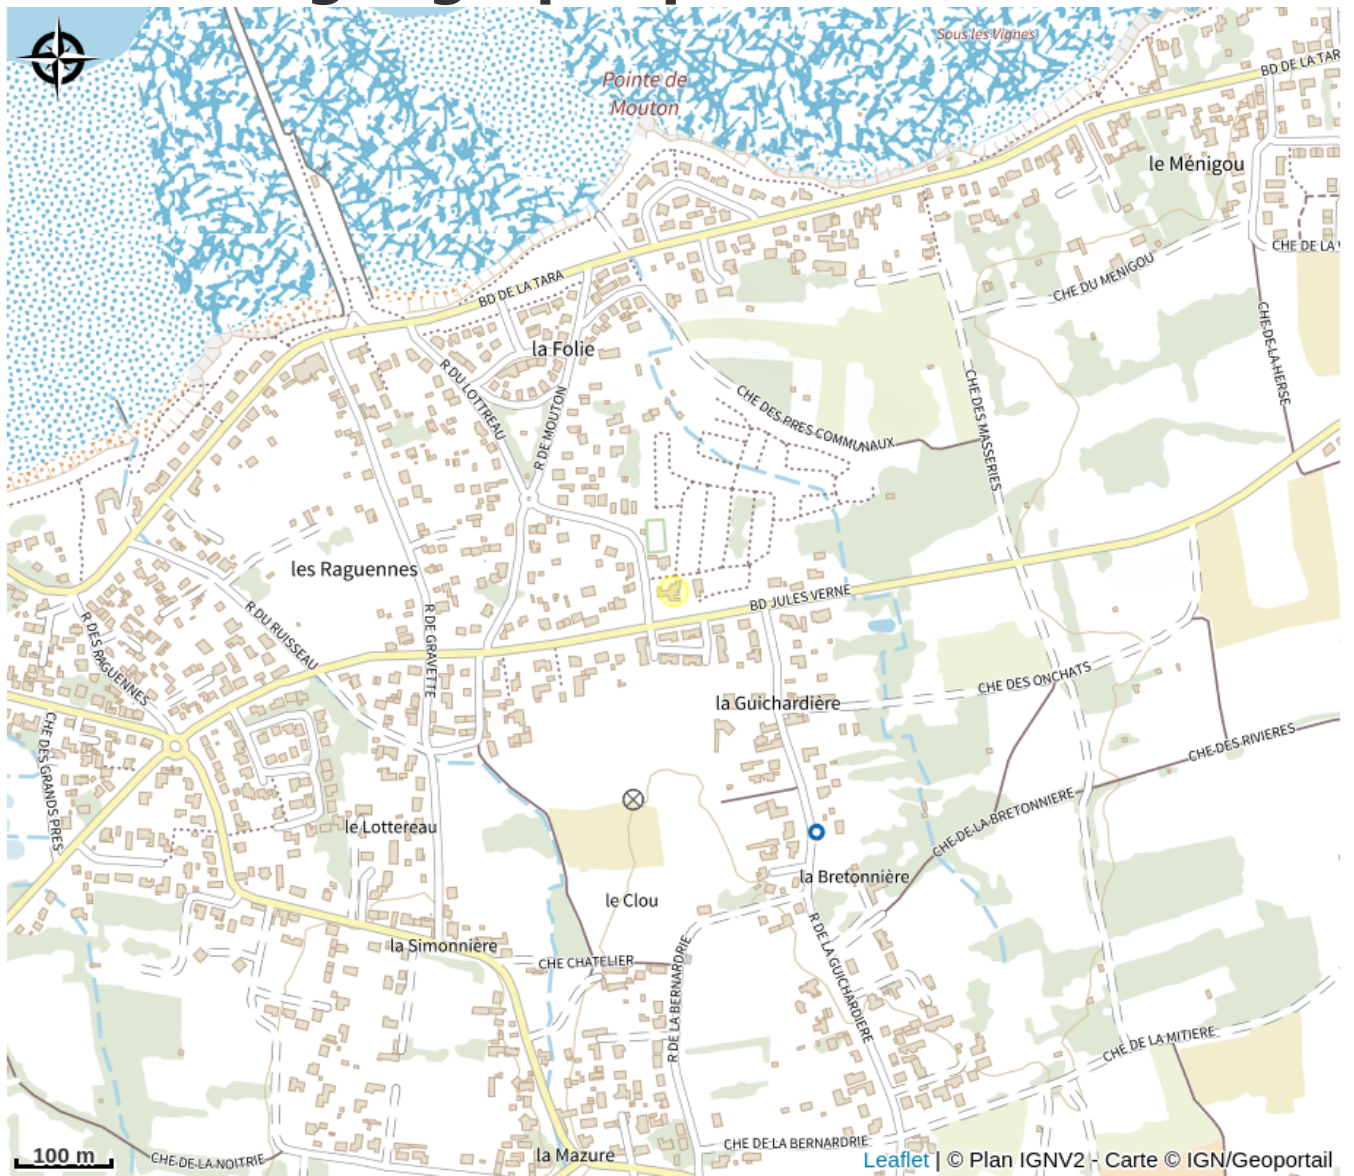 Sous les Vignes
BD DE LA TAR
Pointe de
Mouton
le Ménigou
CHE DE LA V
CHE DU MENIGOU
BD DE LA TARA
CHE DE LA HERSE
la Folie
R DU LOTTREAU
CHE DES MASSERIES
CHE DES PRES COMMUNAUX
R DE MOUTON
les Raguennes
BD JULES VERNE
R DU RUISSEAU
R DE GRAVETTE
R DES RAGUENNES
CHE DES ONCHATS
la Guichardière
CHE DES GRANDS PRES
CHE DES RIVIERES
CHE DE LA BRETONNIERE
le Lottereau
la Bretonnière
le Clou
la Simonnière
CHE CHATELIER
R DE LA BERNARDRIE
R DE LA GUICHARDIERE
CHE DE LA MITIERE
CHE DE LA BERNARDRIE
la Mazure
100 m
CHE DE LA NOITRIE
Leaflet | © Plan IGNV2 - Carte © IGN/Geoportail